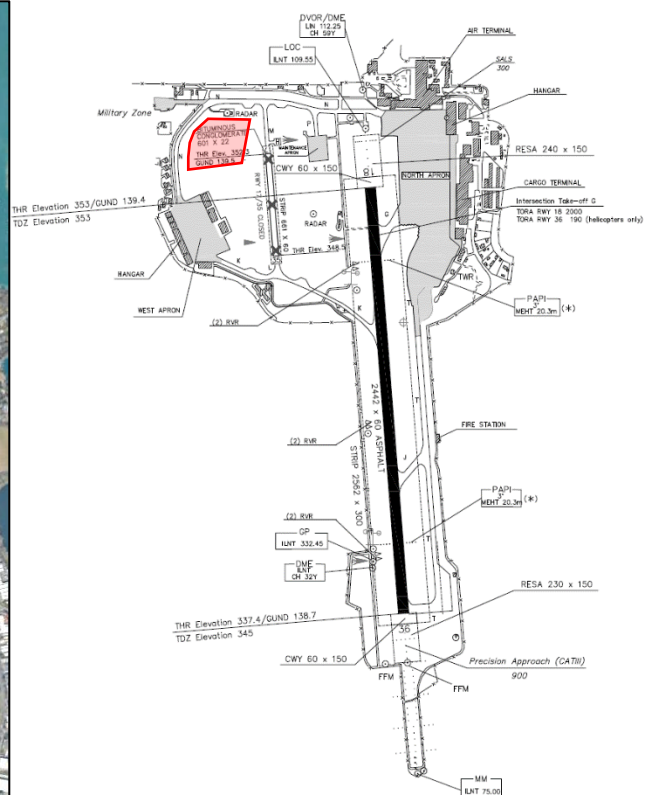 DVOR/DME
LIN 112.25
CH 59Y
LOC
ILNT 109.55
AIR TERMINAL
SALS
300
HANGAR
Military Zone
RADAR
BITUMINOUS
CONGLOMERATE
601 X 22
THR Elev. 352.3
GUND 139.5
N
N
N
M
P
MAINTENANCE
APRON
CWY 60 x 150
RESA 240 x 150
NORTH APRON
THR Elevation 353/GUND 139.4
TDZ Elevation 353
CARGO TERMINAL
Intersection Take-off G
TORA RWY 18 2000
TORA RWY 36 190 (helicopters only)
STRIP 661 X 60
RADAR
G
THR Elev. 348.5
K
L
K
HANGAR
WEST APRON
TWR
PAPI
3°
MEHT 20.3m
(*)
(2) RVR
2442 x 60 ASPHALT
STRIP 2562 x 300
T
J
(2) RVR
FIRE STATION
PAPI
3°
MEHT 20.3m
(*)
(2) RVR
T
GP
ILNT 332.45
DME
ILNT
CH 32Y
RESA 230 x 150
THR Elevation 337.4/GUND 138.7
TDZ Elevation 345
36
T
CWY 60 x 150
Precision Approach (CATIII)
900
FFM
FFM
MM
ILNT 75.00